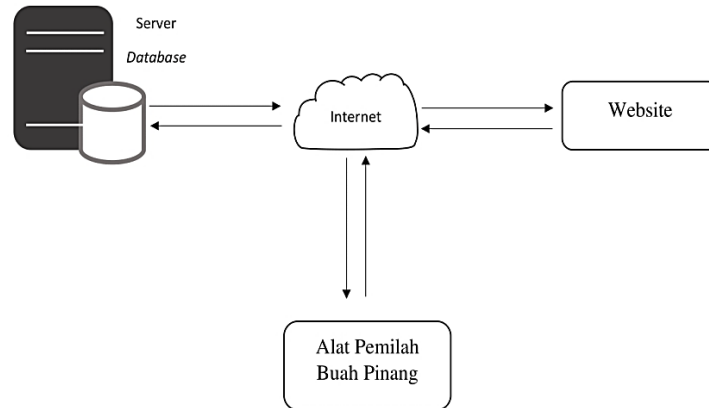 Server
Database
Internet
Website
Alat Pemilah
Buah Pinang